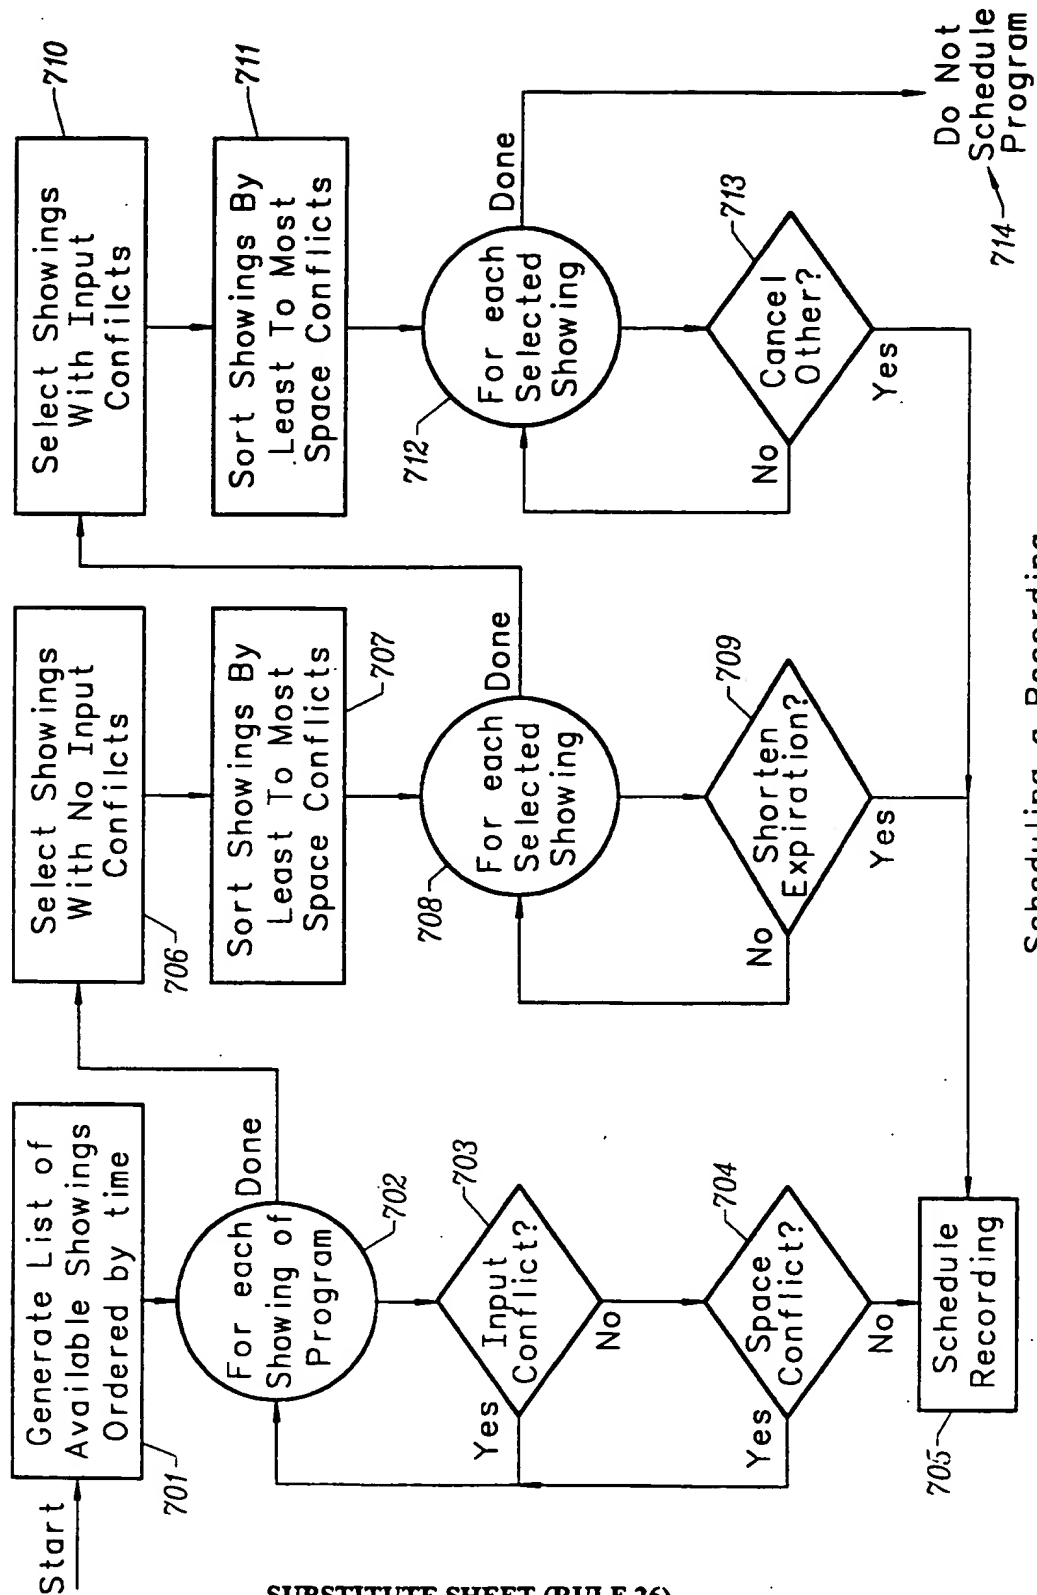 Start
Generate List of
Available Showings
Ordered by time
701
For each
Showing of
Program
Done
702
Input
Conflict?
703
Yes
No
Space
Conflict?
704
Yes
No
Schedule
Recording
705
Select Showings
With No Input
Confilcts
706
Sort Showings By
Least To Most
Space Conflicts
707
For each
Selected
Showing
Done
708
Shorten
Expiration?
709
No
Yes
Select Showings
With Input
Confilcts
710
Sort Showings By
Least To Most
Space Conflicts
711
For each
Selected
Showing
Done
712
Cancel
Other?
713
No
Yes
Do Not
Schedule
Program
714
Scheduling a Recording
SUBSTITUTE SHEET (RULE 26)